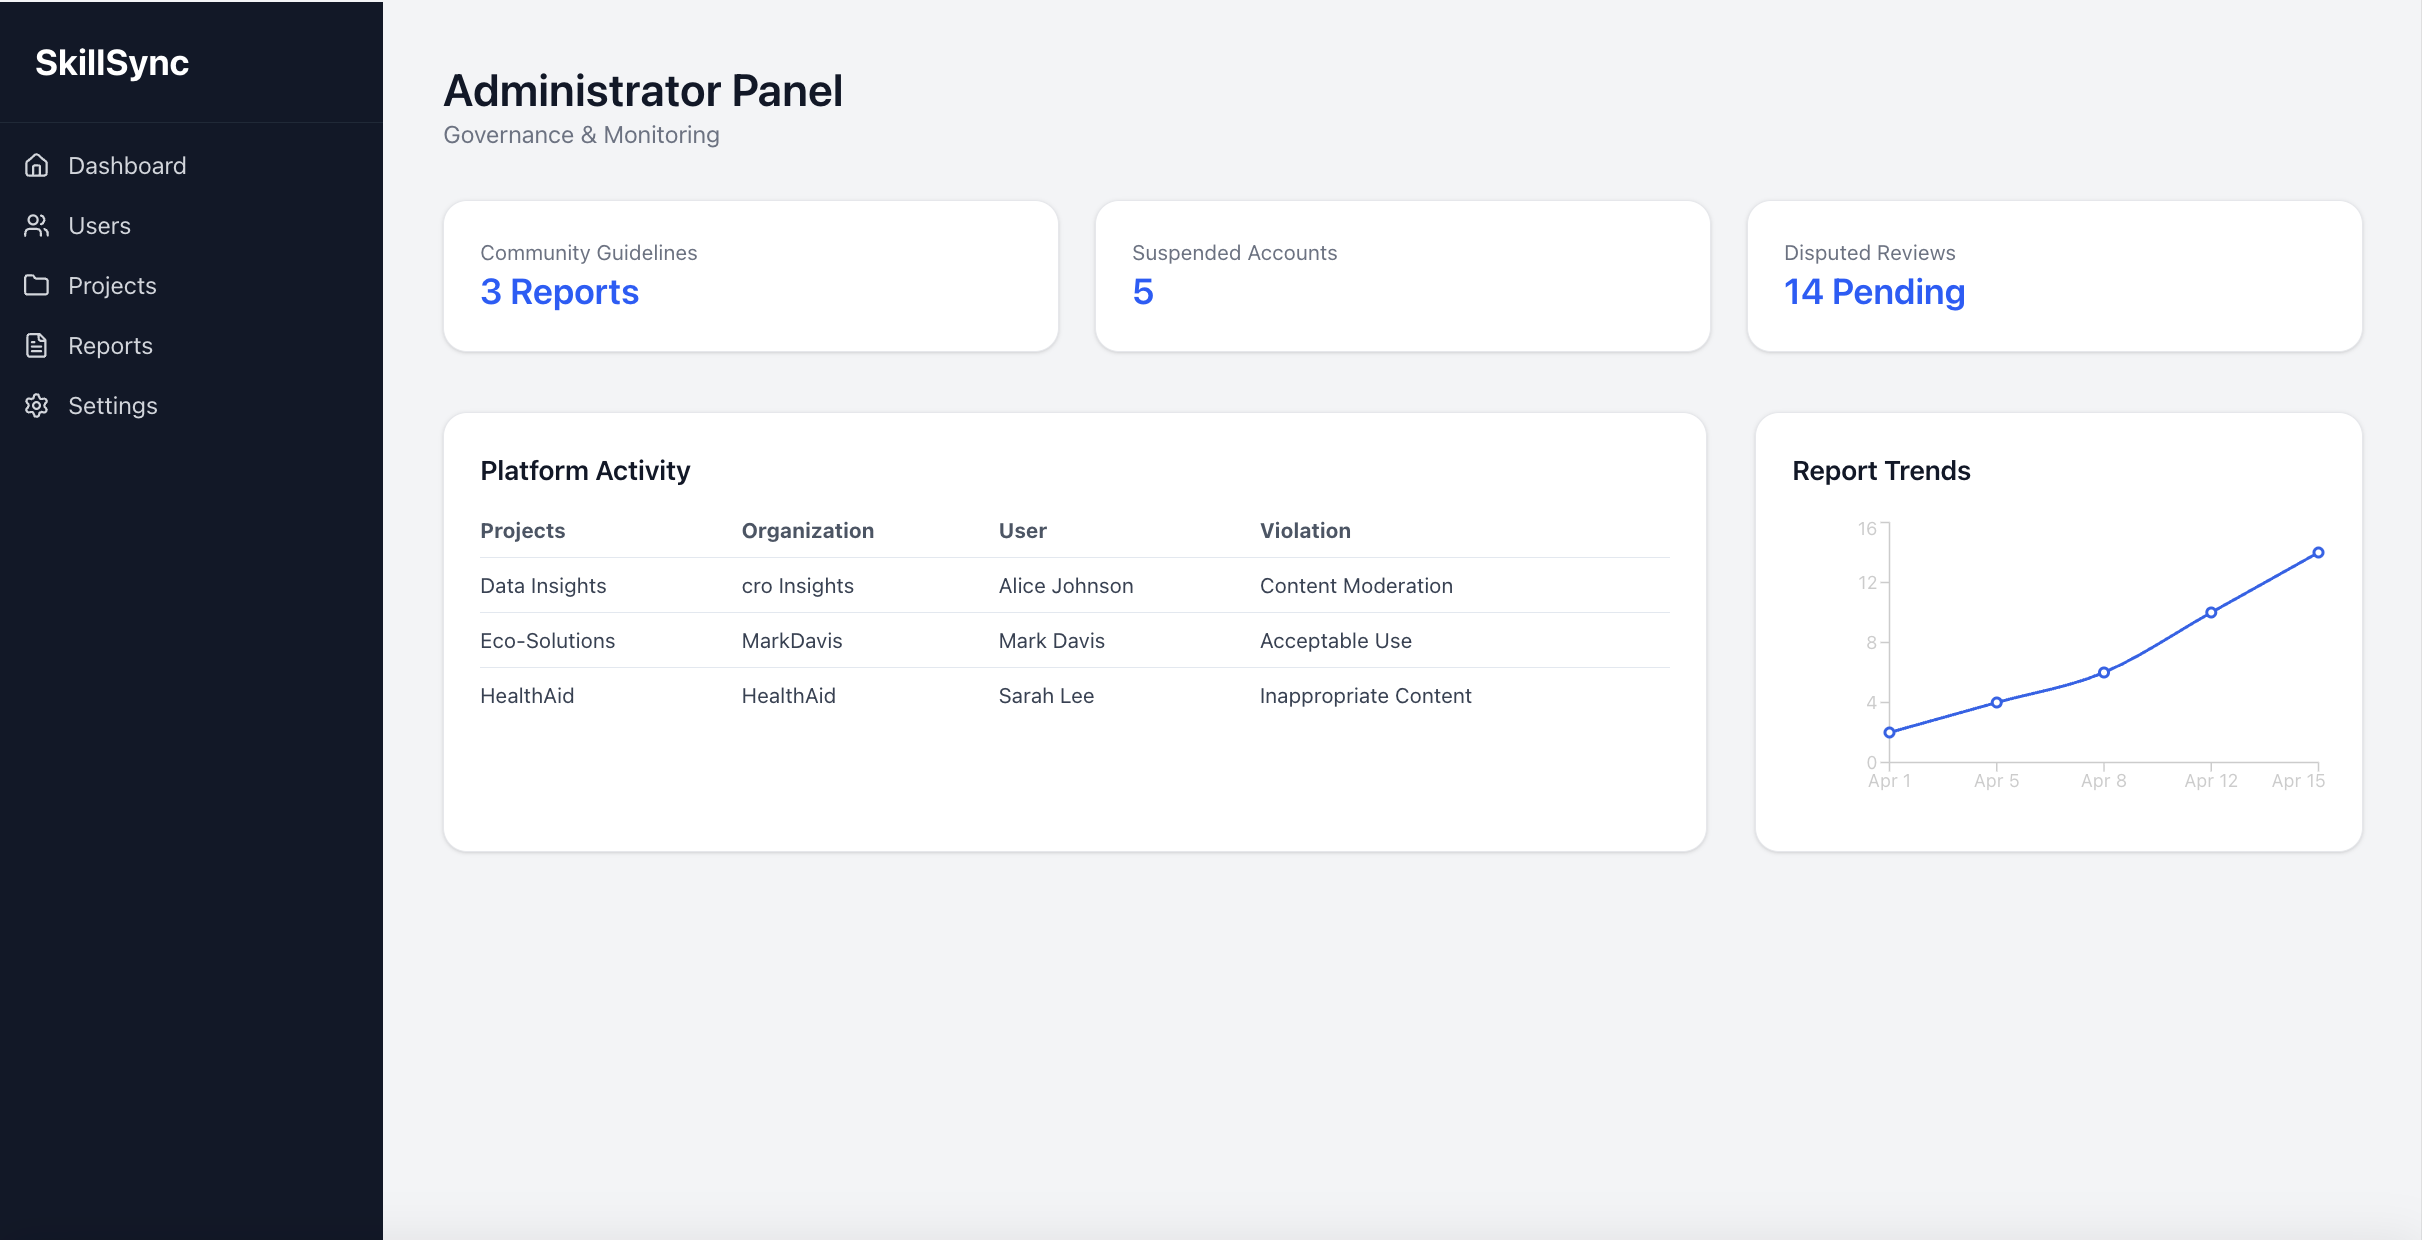 SkillSync
Dashboard
Users
Projects
Reports
Settings
Administrator Panel
Governance & Monitoring
Community Guidelines
3 Reports
Suspended Accounts
5
Disputed Reviews
14 Pending
Platform Activity
Projects Organization User Violation
Data Insights cro Insights Alice Johnson Content Moderation
Eco-Solutions MarkDavis Mark Davis Acceptable Use
HealthAid HealthAid Sarah Lee Inappropriate Content
Report Trends
16
12
8
4
0
Apr 1 Apr 5 Apr 8 Apr 12 Apr 15